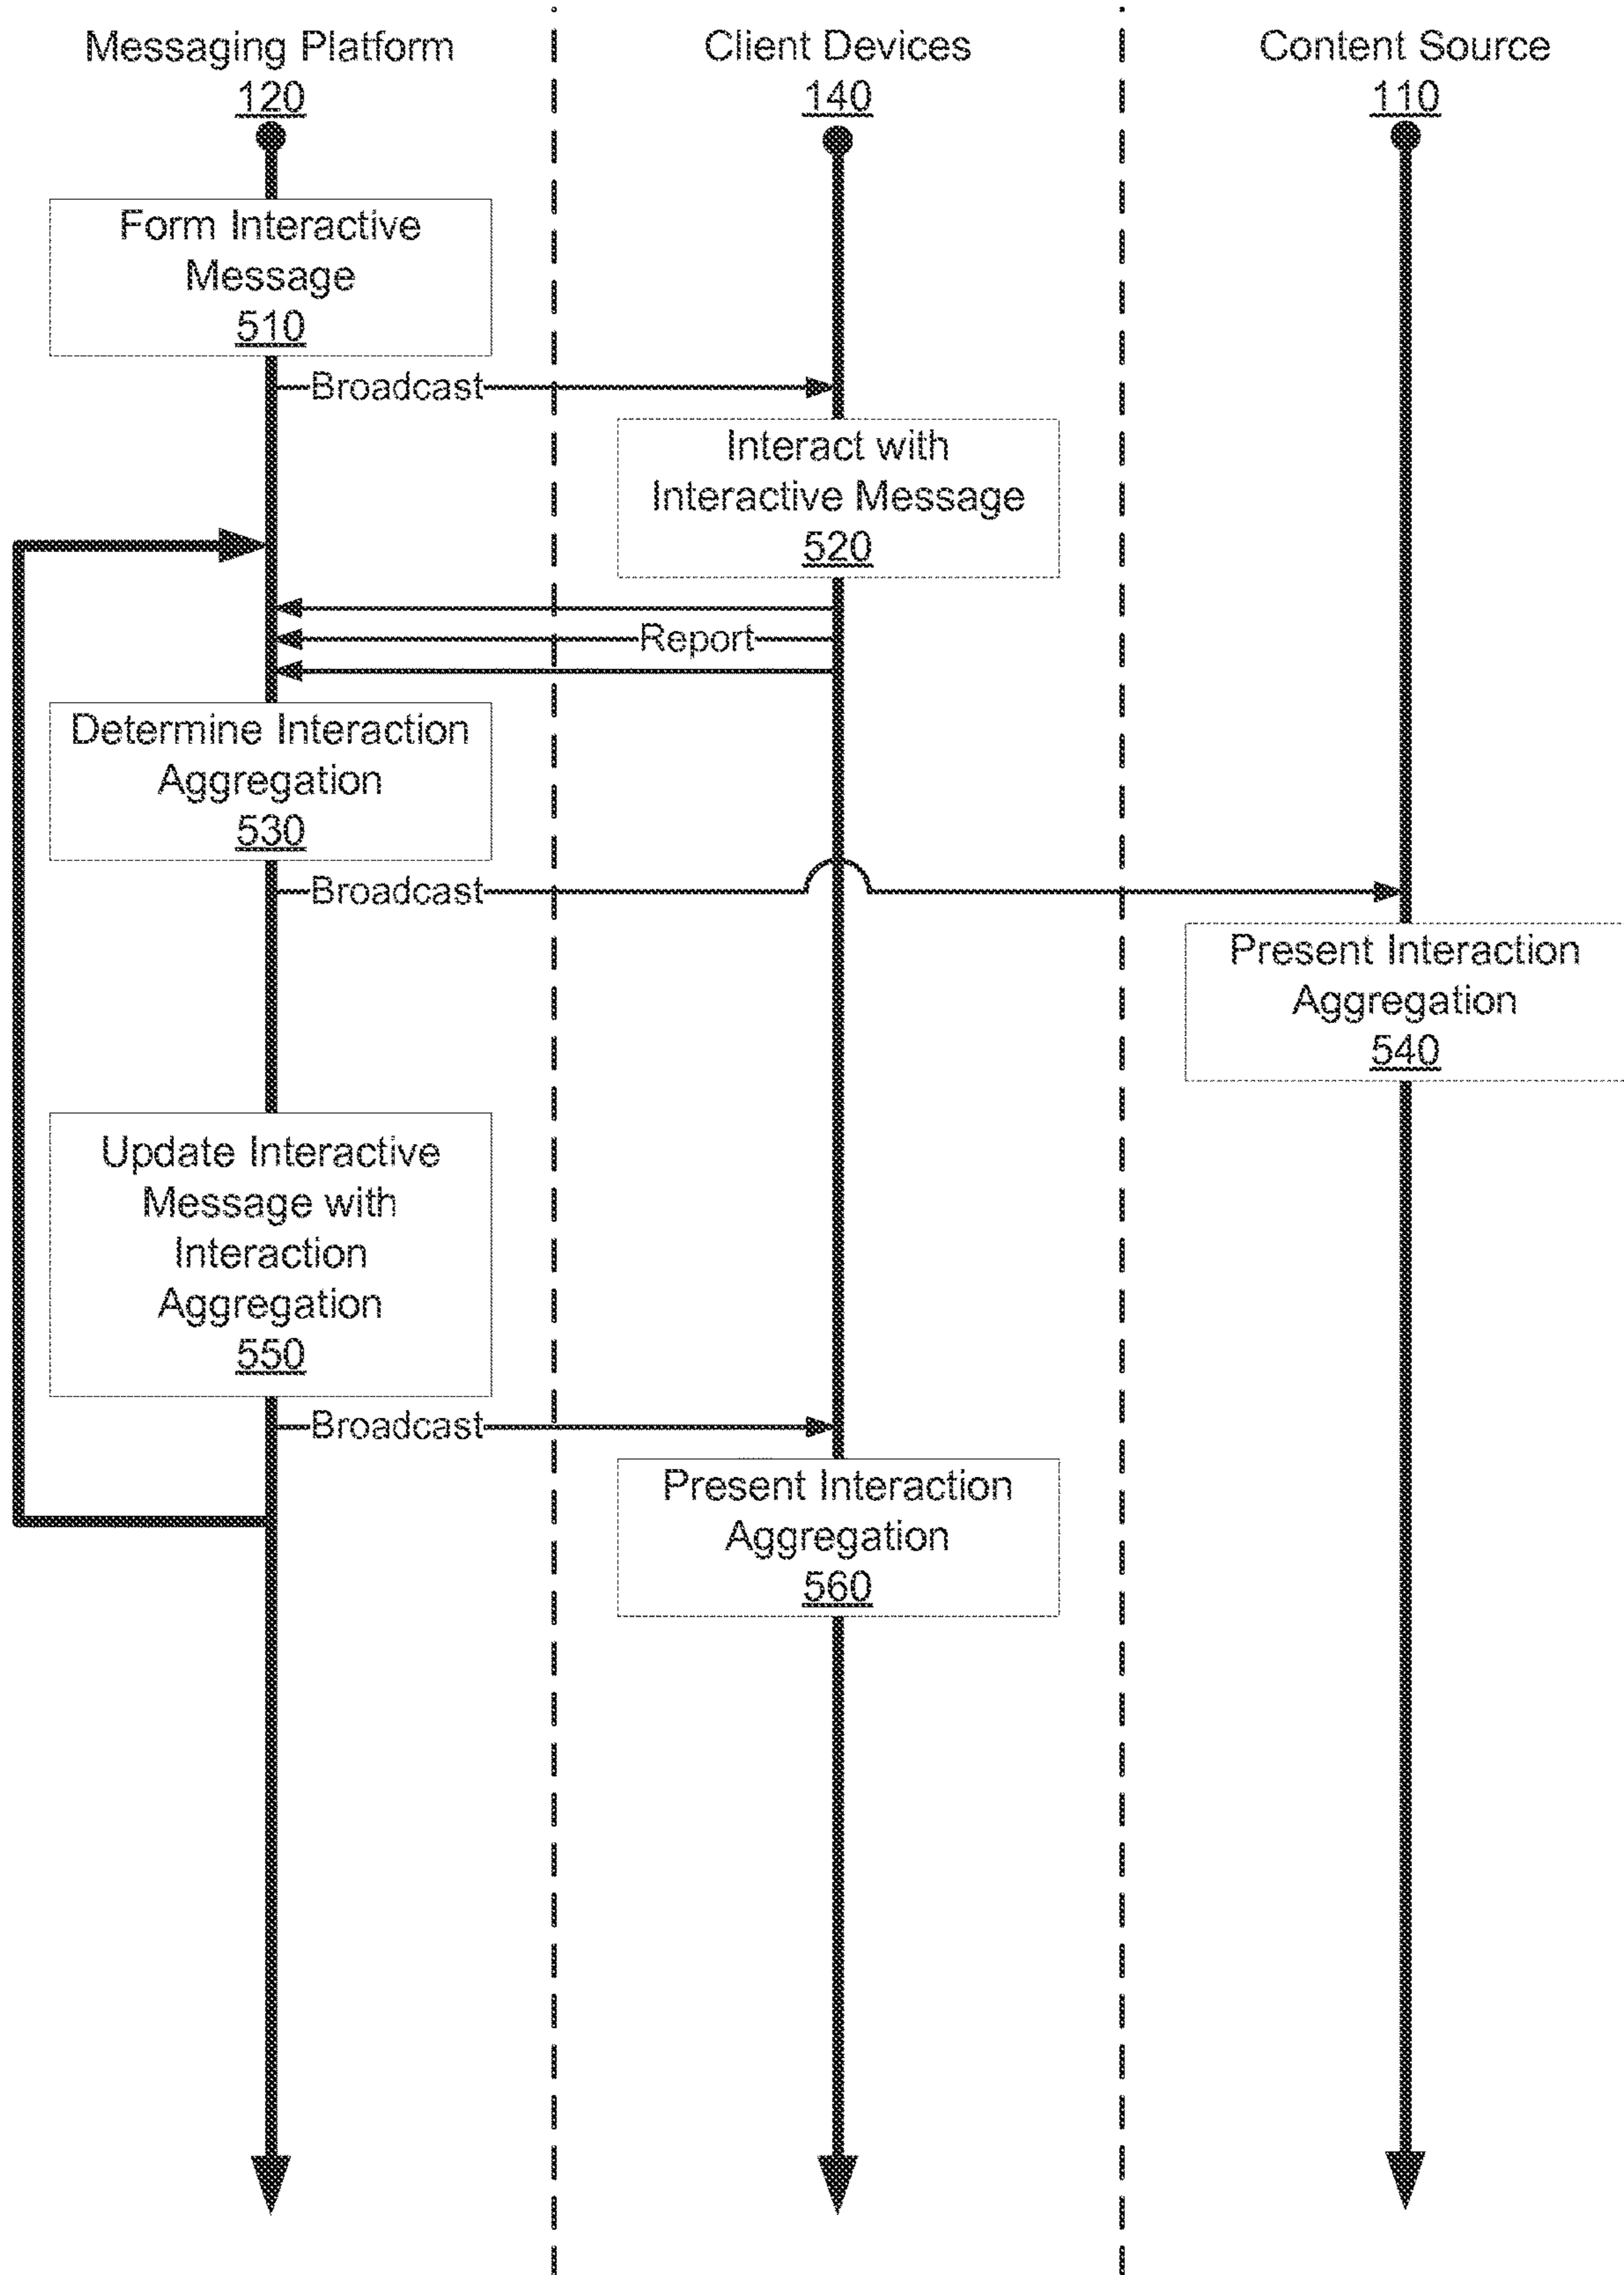 Messaging Platform
120
Client Devices
140
Content Source
110
Form Interactive
Message
510
Broadcast
Interact with
Interactive Message
520
Report
Determine Interaction
Aggregation
530
Broadcast
Present Interaction
Aggregation
540
Update Interactive
Message with
Interaction
Aggregation
550
Broadcast
Present Interaction
Aggregation
560